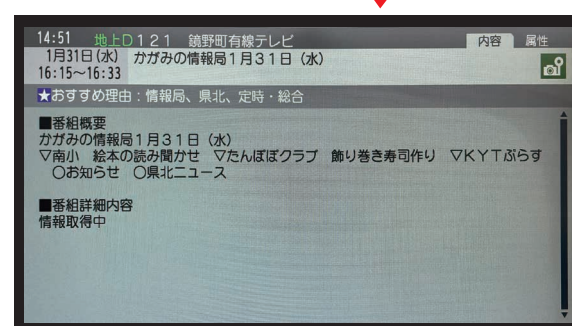 14:51 地上D121 鏡野町有線テレビ 内容 属性
1月31日(水) かがみの情報局1月31日(水)
16:15～16:33
★おすすめ理由:情報局、県北、定時・総合
■番組概要
かがみの情報局1月31日(水)
▽南小 絵本の読み聞かせ ▽たんぽぽクラブ 飾り巻き寿司作り ▽KYTぷらす
○お知らせ ○県北ニュース
■番組詳細内容
情報取得中